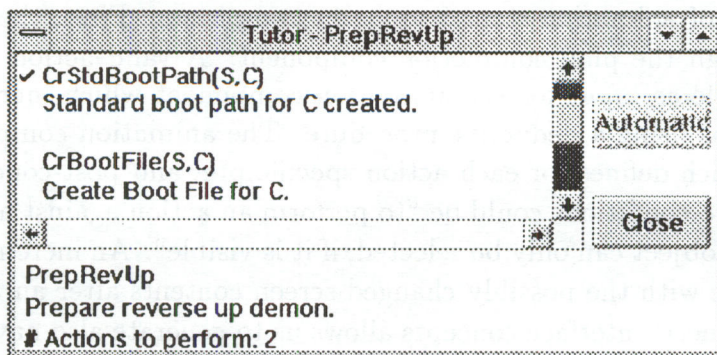 Tutor - PrepRevUp
✓ CrStdBootPath(S,C)
Standard boot path for C created.
CrBootFile(S,C)
Create Boot File for C.
Automatic
Close
PrepRevUp
Prepare reverse up demon.
# Actions to perform: 2